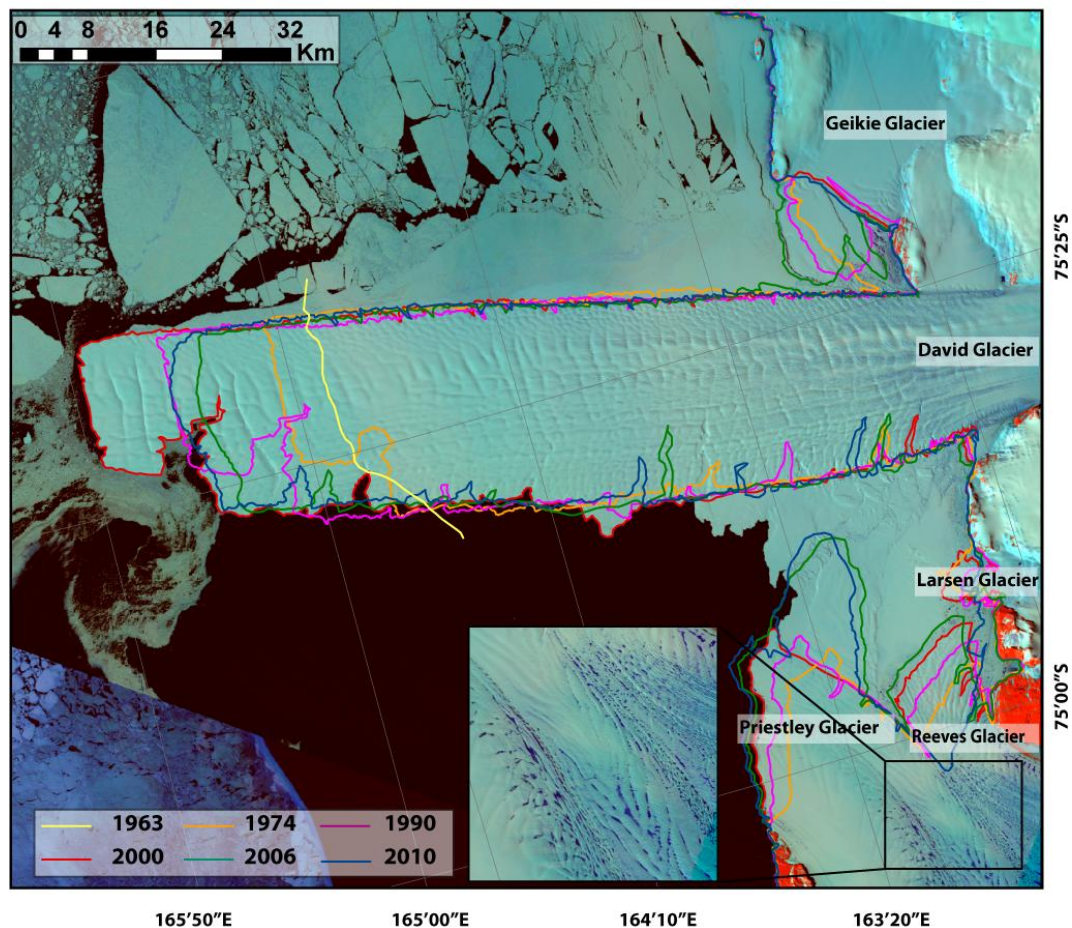 0 4 8 16 24 32
Km
Geikie Glacier
75'25"S
David Glacier
Larsen Glacier
75'00"S
Priestley Glacier
Reeves Glacier
1963 1974 1990
2000 2006 2010
165'50"E 165'00"E 164'10"E 163'20"E